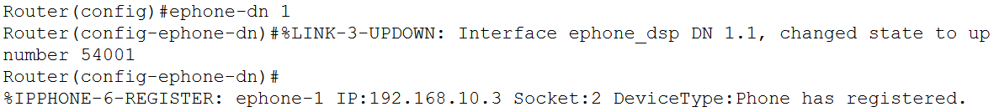 Router(config)#ephone-dn 1
Router(config-ephone-dn)#%LINK-3-UPDOWN: Interface ephone_dsp DN 1.1, changed state to up
number 54001
Router(config-ephone-dn)#
%IPPHONE-6-REGISTER: ephone-1 IP:192.168.10.3 Socket:2 DeviceType:Phone has registered.